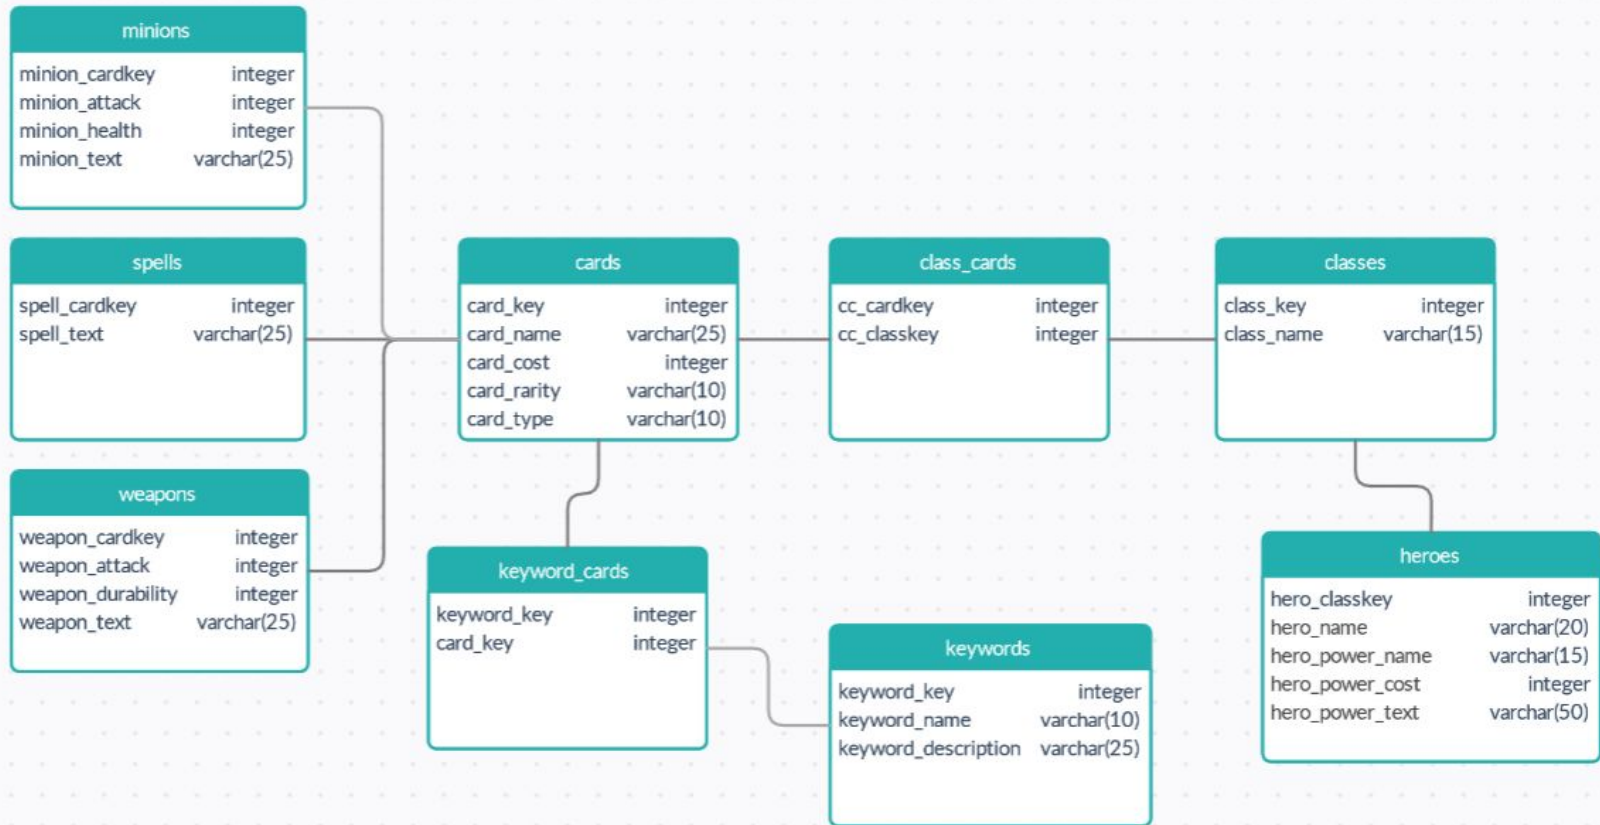 minions
minion_cardkey integer
minion_attack integer
minion_health integer
minion_text varchar(25)
spells
spell_cardkey integer
spell_text varchar(25)
weapons
weapon_cardkey integer
weapon_attack integer
weapon_durability integer
weapon_text varchar(25)
cards
card_key integer
card_name varchar(25)
card_cost integer
card_rarity varchar(10)
card_type varchar(10)
class_cards
cc_cardkey integer
cc_classkey integer
classes
class_key integer
class_name varchar(15)
keyword_cards
keyword_key integer
card_key integer
keywords
keyword_key integer
keyword_name varchar(10)
keyword_description varchar(25)
heroes
hero_classkey integer
hero_name varchar(20)
hero_power_name varchar(15)
hero_power_cost integer
hero_power_text varchar(50)